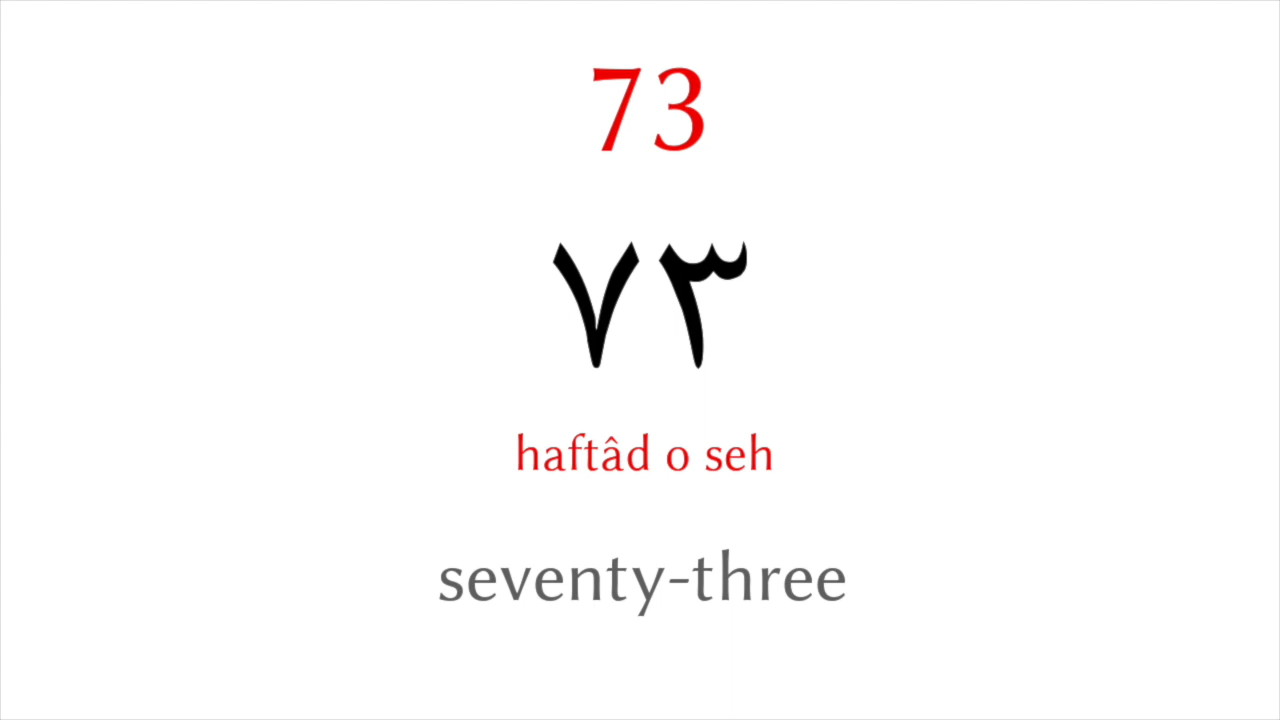 73
۷۳
haftâd o seh
seventy-three